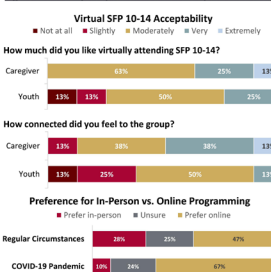 Virtual SFP 10-14 Acceptability
Not at all Slightly Moderately Very Extremely
How much did you like virtually attending SFP 10-14?
Caregiver 63% 25% 13
Youth 13% 13% 50% 25%
How connected did you feel to the group?
Caregiver 13% 38% 38% 13
Youth 13% 25% 50% 13
Preference for In-Person vs. Online Programming
Prefer in-person Unsure Prefer online
Regular Circumstances 28% 25% 47%
COVID-19 Pandemic 10% 24% 67%